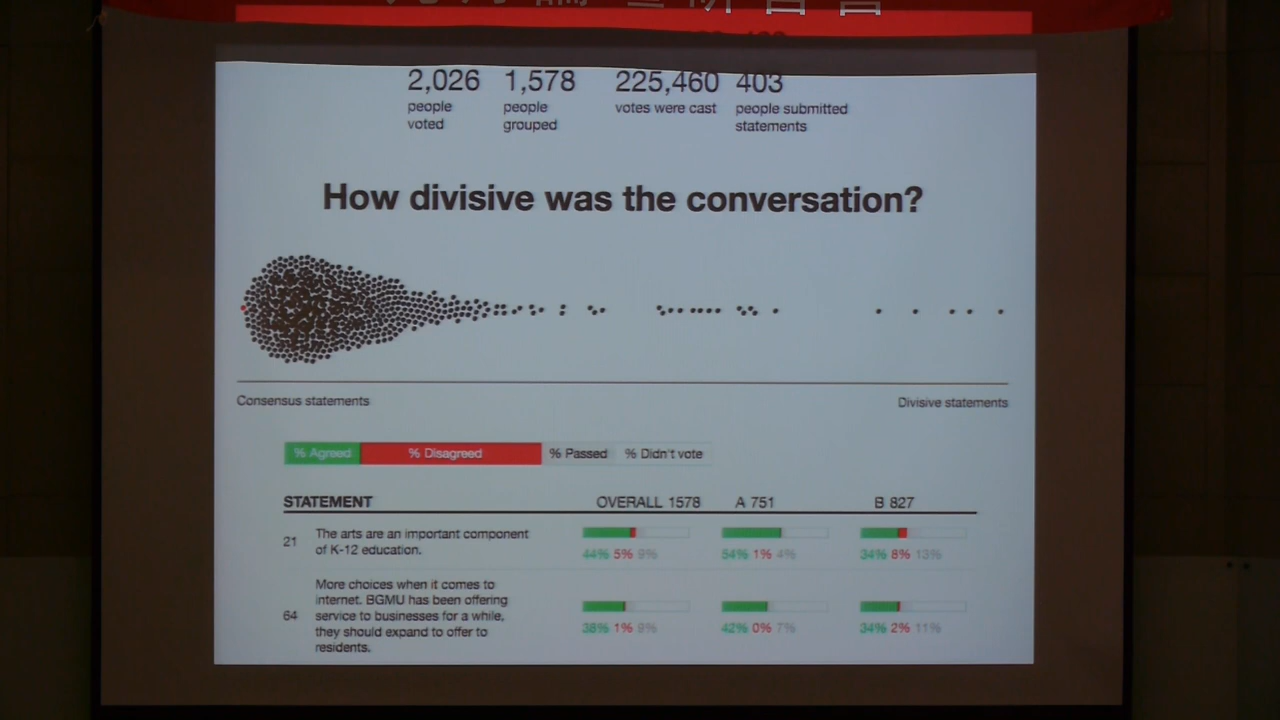 2,026 1,578 225,460 403
people people votes were cast people submitted
voted grouped statements
How divisive was the conversation?
Consensus statements Divisive statements
% Agreed % Disagreed % Passed % Didn't vote
STATEMENT OVERALL 1578 A 751 B 827
21 The arts are an important component
of K-12 education.
44% 5% 9% 54% 1% 4% 34% 8% 13%
64 More choices when it comes to
internet. BGMU has been offering
service to businesses for a while,
they should expand to offer to
residents.
38% 1% 9% 42% 0% 7% 34% 2% 11%